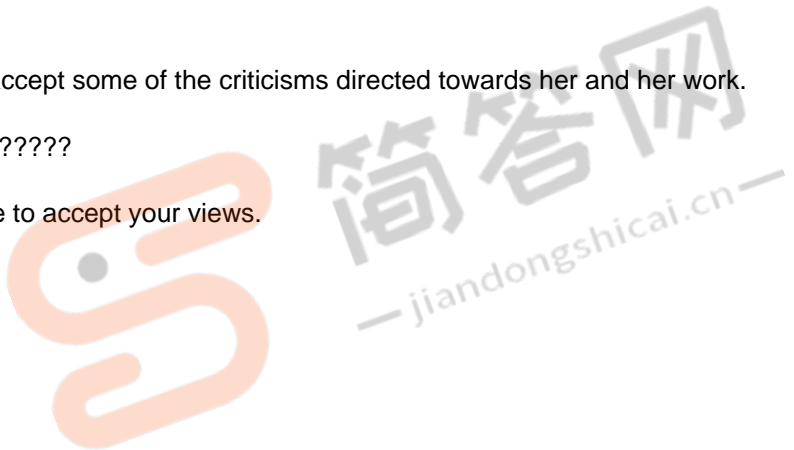 ccept some of the criticisms directed towards her and her work.
?????
e to accept your views.
简答网
jiandongshicai.cn